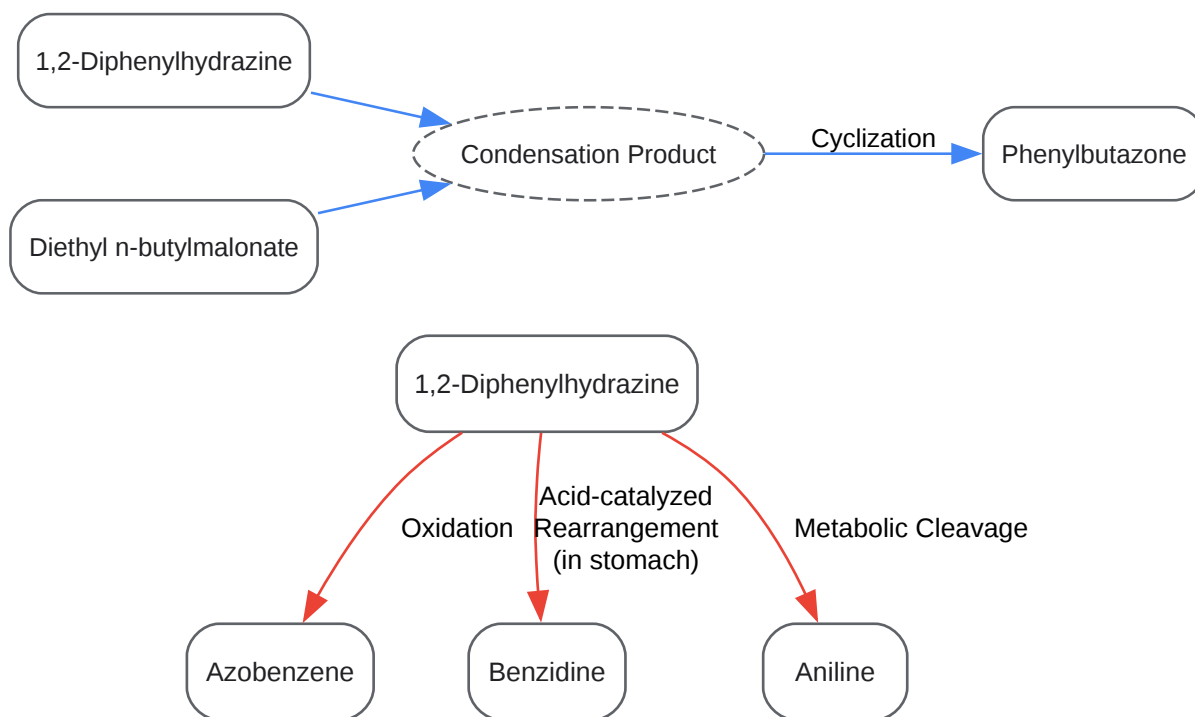 1,2-Diphenylhydrazine
Condensation Product
Cyclization
Phenylbutazone
Diethyl n-butylmalonate
1,2-Diphenylhydrazine
Oxidation
Acid-catalyzed
Rearrangement
(in stomach)
Metabolic Cleavage
Azobenzene
Benzidine
Aniline